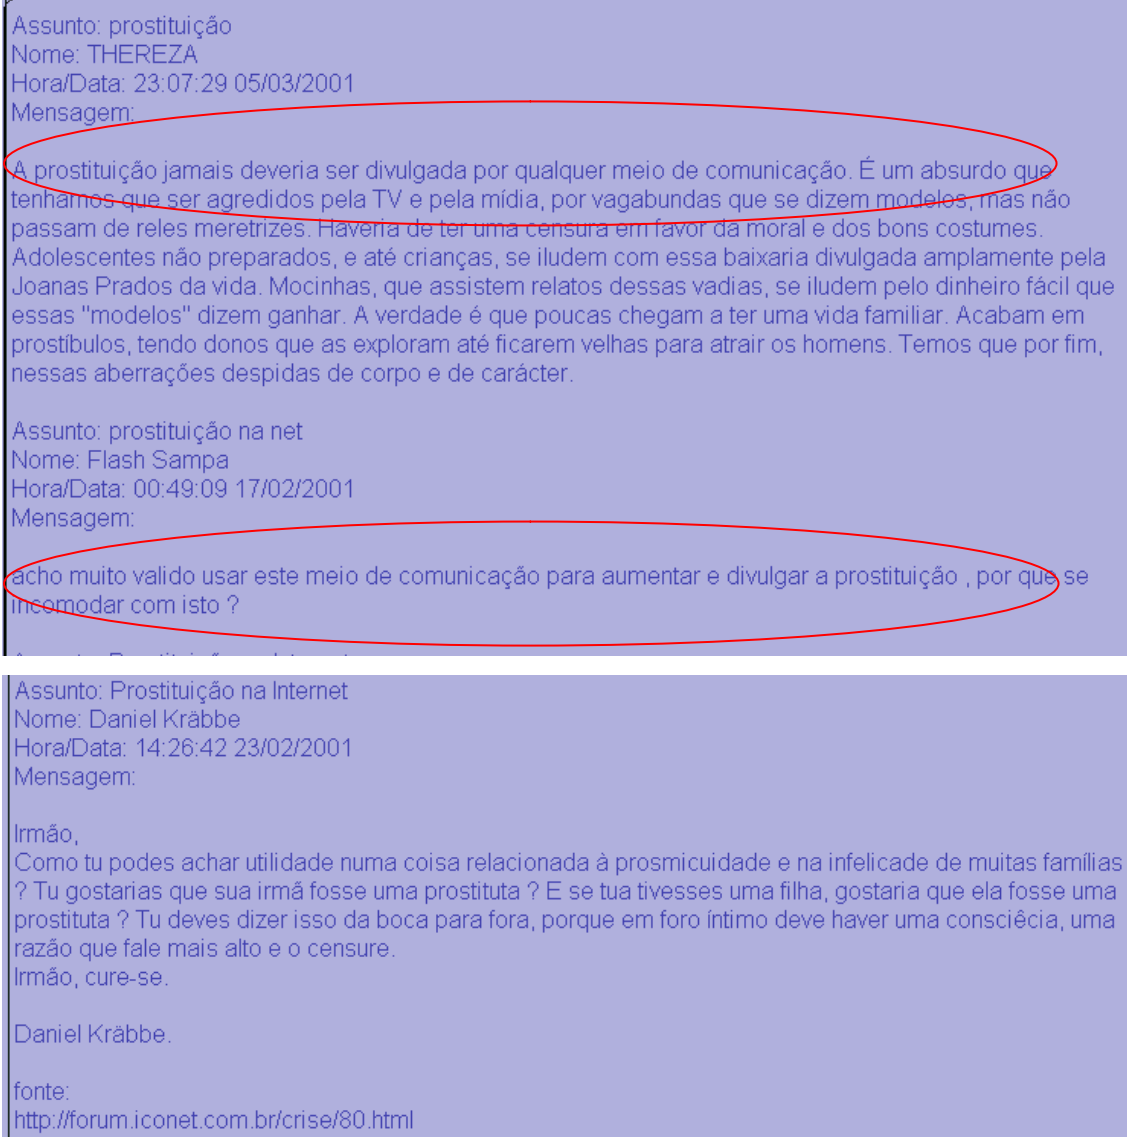 Assunto: prostituição
Nome: THEREZA
Hora/Data: 23:07:29 05/03/2001
Mensagem:
A prostituição jamais deveria ser divulgada por qualquer meio de comunicação. É um absurdo que
tenhamos que ser agredidos pela TV e pela mídia, por vagabundas que se dizem modelos, mas não
passam de reles meretrizes. Haveria de ter uma censura em favor da moral e dos bons costumes.
Adolescentes não preparados, e até crianças, se iludem com essa baixaria divulgada amplamente pela
Joanas Prados da vida. Mocinhas, que assistem relatos dessas vadias, se iludem pelo dinheiro fácil que
essas "modelos" dizem ganhar. A verdade é que poucas chegam a ter uma vida familiar. Acabam em
prostíbulos, tendo donos que as exploram até ficarem velhas para atrair os homens. Temos que por fim,
nessas aberrações despidas de corpo e de carácter.
Assunto: prostituição na net
Nome: Flash Sampa
Hora/Data: 00:49:09 17/02/2001
Mensagem:
acho muito valido usar este meio de comunicação para aumentar e divulgar a prostituição , por que se
incomodar com isto ?
Assunto: Prostituição na Internet
Nome: Daniel Kräbbe
Hora/Data: 14:26:42 23/02/2001
Mensagem:
Irmão,
Como tu podes achar utilidade numa coisa relacionada à prosmicuidade e na infelicade de muitas famílias
? Tu gostarias que sua irmã fosse uma prostituta ? E se tua tivesses uma filha, gostaria que ela fosse uma
prostituta ? Tu deves dizer isso da boca para fora, porque em foro íntimo deve haver uma consciêcia, uma
razão que fale mais alto e o censure.
Irmão, cure-se.
Daniel Kräbbe.
fonte:
http://forum.iconet.com.br/crise/80.html